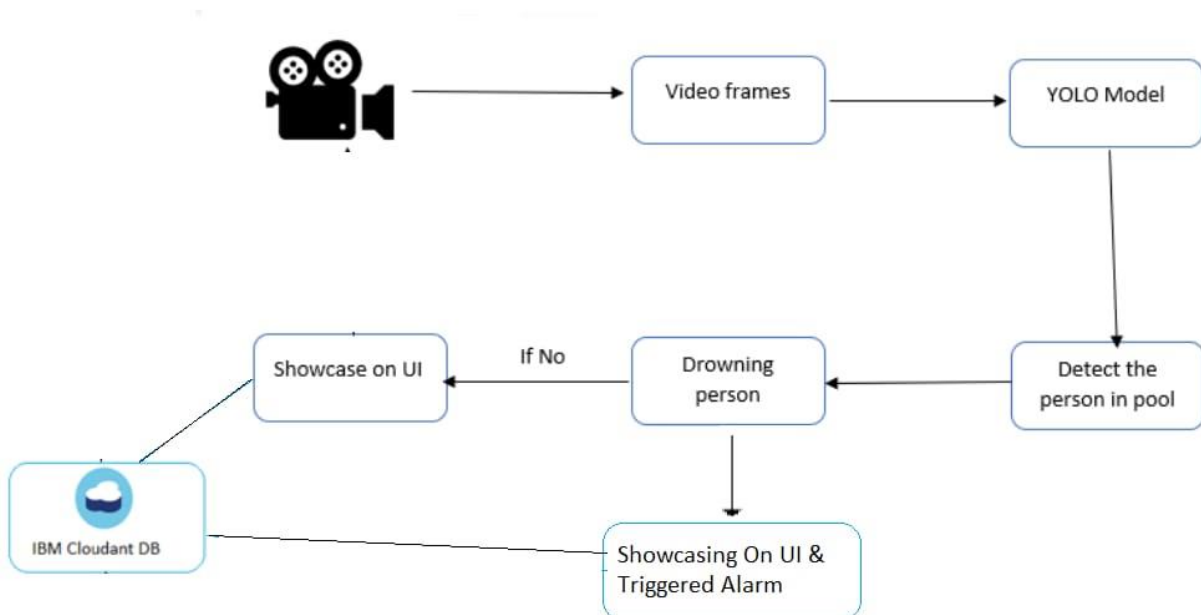 Video frames
YOLO Model
Showcase on UI
If No
Drowning
person
Detect the
person in pool
IBM Cloudant DB
Showcasing On UI &
Triggered Alarm